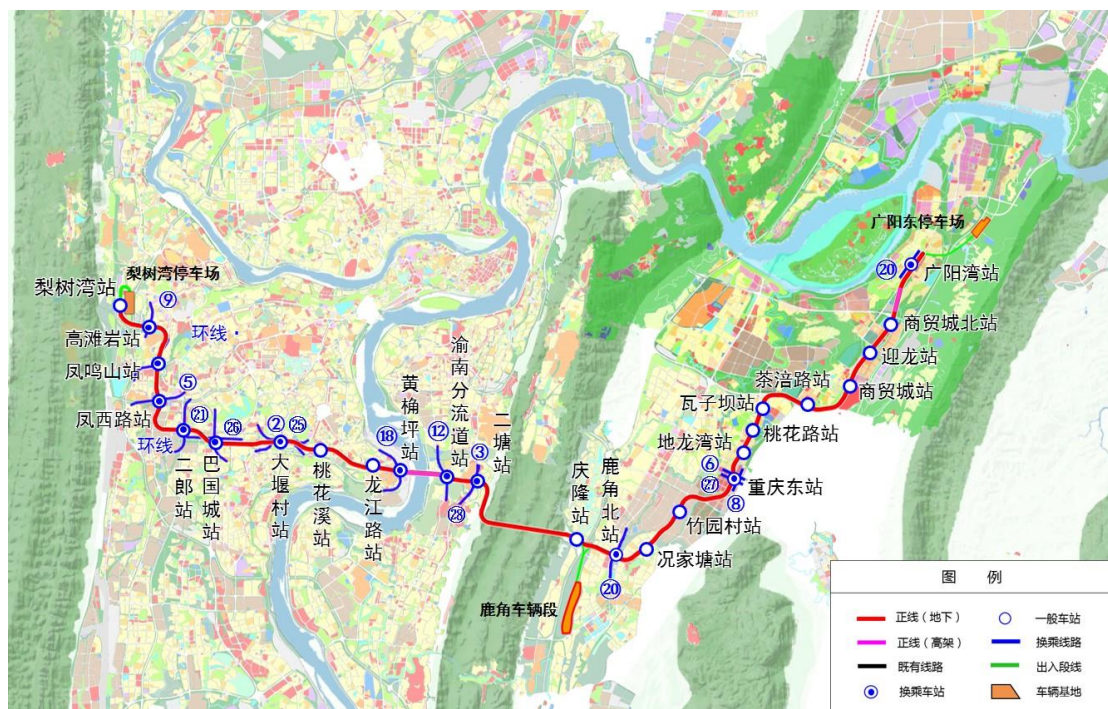 梨树湾站
梨树湾停车场
⑨
高滩岩站
环线
凤鸣山站
⑤
凤西路站
㉑
环线
㉖
二郎站
巴国城站
②
㉕
大堰村站
桃花溪站
龙江路站
⑱
黄桷坪站
⑫
渝南分流道站
㉘
③
二塘站
庆隆站
鹿角车辆段
鹿角北站
⑳
况家塘站
竹园村站
⑥
㉗
⑧
重庆东站
地龙湾站
桃花路站
瓦子坝站
茶涪路站
商贸城站
迎龙站
商贸城北站
⑳
广阳湾站
广阳东停车场
图 例
正线（地下）
一般车站
正线（高架）
换乘线路
既有线路
出入段线
换乘车站
车辆基地